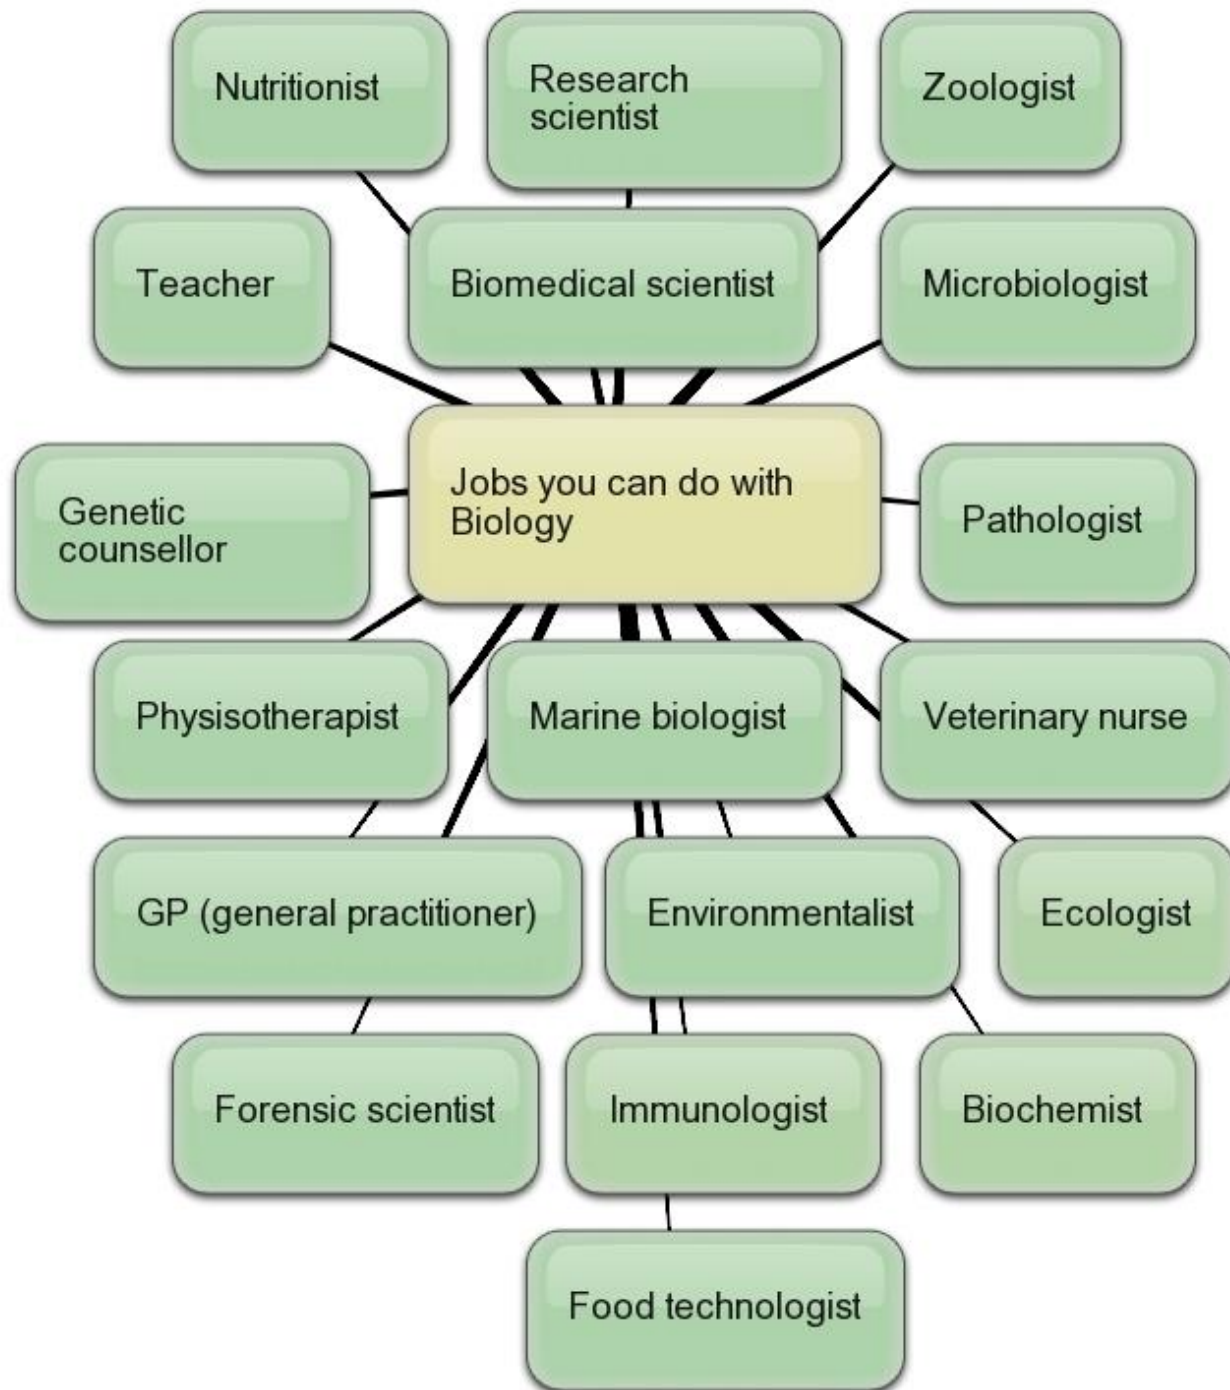 Nutritionist
Research
scientist
Zoologist
Teacher
Biomedical scientist
Microbiologist
Genetic
counsellor
Jobs you can do with
Biology
Pathologist
Physisotherapist
Marine biologist
Veterinary nurse
GP (general practitioner)
Environmentalist
Ecologist
Forensic scientist
Immunologist
Biochemist
Food technologist